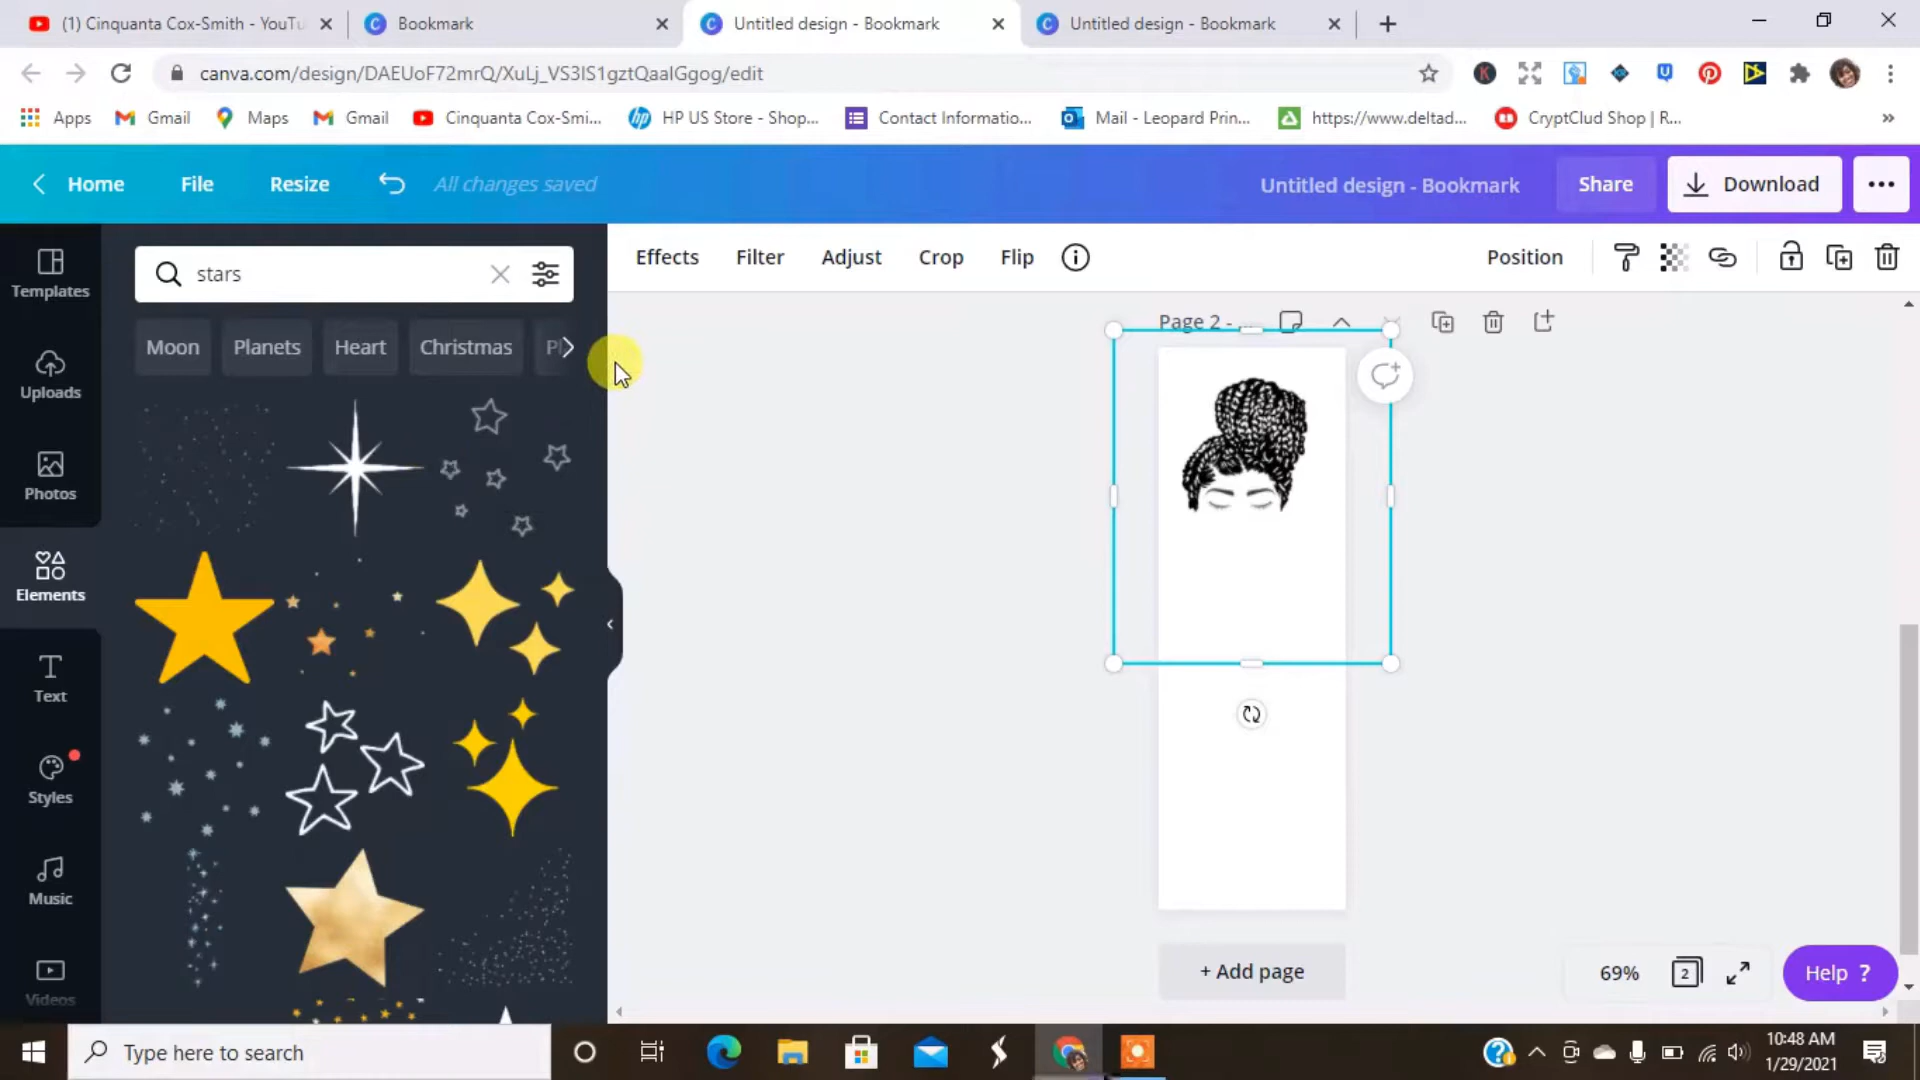 (1) Cinquanta Cox-Smith - YouTu
Bookmark
Untitled design - Bookmark
Untitled design - Bookmark
canva.com/design/DAEUoF72mrQ/XuLj_VS3IS1gztQaalGgog/edit
Apps
Gmail
Maps
Gmail
Cinquanta Cox-Smi...
HP US Store - Shop...
Contact Informatio...
Mail - Leopard Prin...
https://www.deltad...
CryptClud Shop | R...
Home
File
Resize
All changes saved
Untitled design - Bookmark
Share
Download
Templates
stars
Effects
Filter
Adjust
Crop
Flip
Position
Moon
Planets
Heart
Christmas
Page 2 - ...
Uploads
Photos
Elements
Text
Styles
Music
Videos
+ Add page
69%
2
Help ?
Type here to search
10:48 AM
1/29/2021